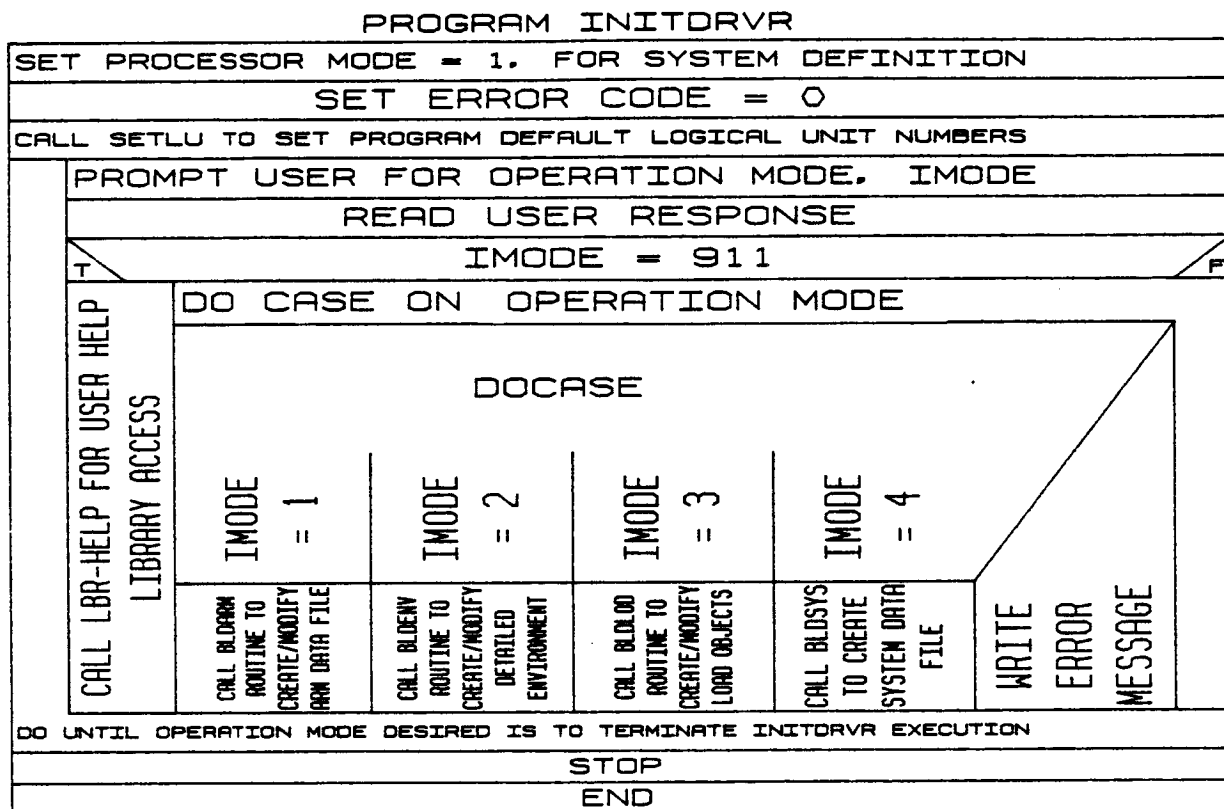 PROGRAM INITDRVR
SET PROCESSOR MODE = 1. FOR SYSTEM DEFINITION
SET ERROR CODE = 0
CALL SETLU TO SET PROGRAM DEFAULT LOGICAL UNIT NUMBERS
PROMPT USER FOR OPERATION MODE. IMODE
READ USER RESPONSE
IMODE = 911
T
F
CALL LBR-HELP FOR USER HELP
LIBRARY ACCESS
DO CASE ON OPERATION MODE
DOCASE
IMODE
= 1
IMODE
= 2
IMODE
= 3
IMODE
= 4
CALL BLDARM
ROUTINE TO
CREATE/MODIFY
ARM DATA FILE
CALL BLDENV
ROUTINE TO
CREATE/MODIFY
DETAILED
ENVIRONMENT
CALL BLDLOD
ROUTINE TO
CREATE/MODIFY
LOAD OBJECTS
CALL BLDSYS
TO CREATE
SYSTEM DATA
FILE
WRITE
ERROR
MESSAGE
DO UNTIL OPERATION MODE DESIRED IS TO TERMINATE INITDRVR EXECUTION
STOP
END